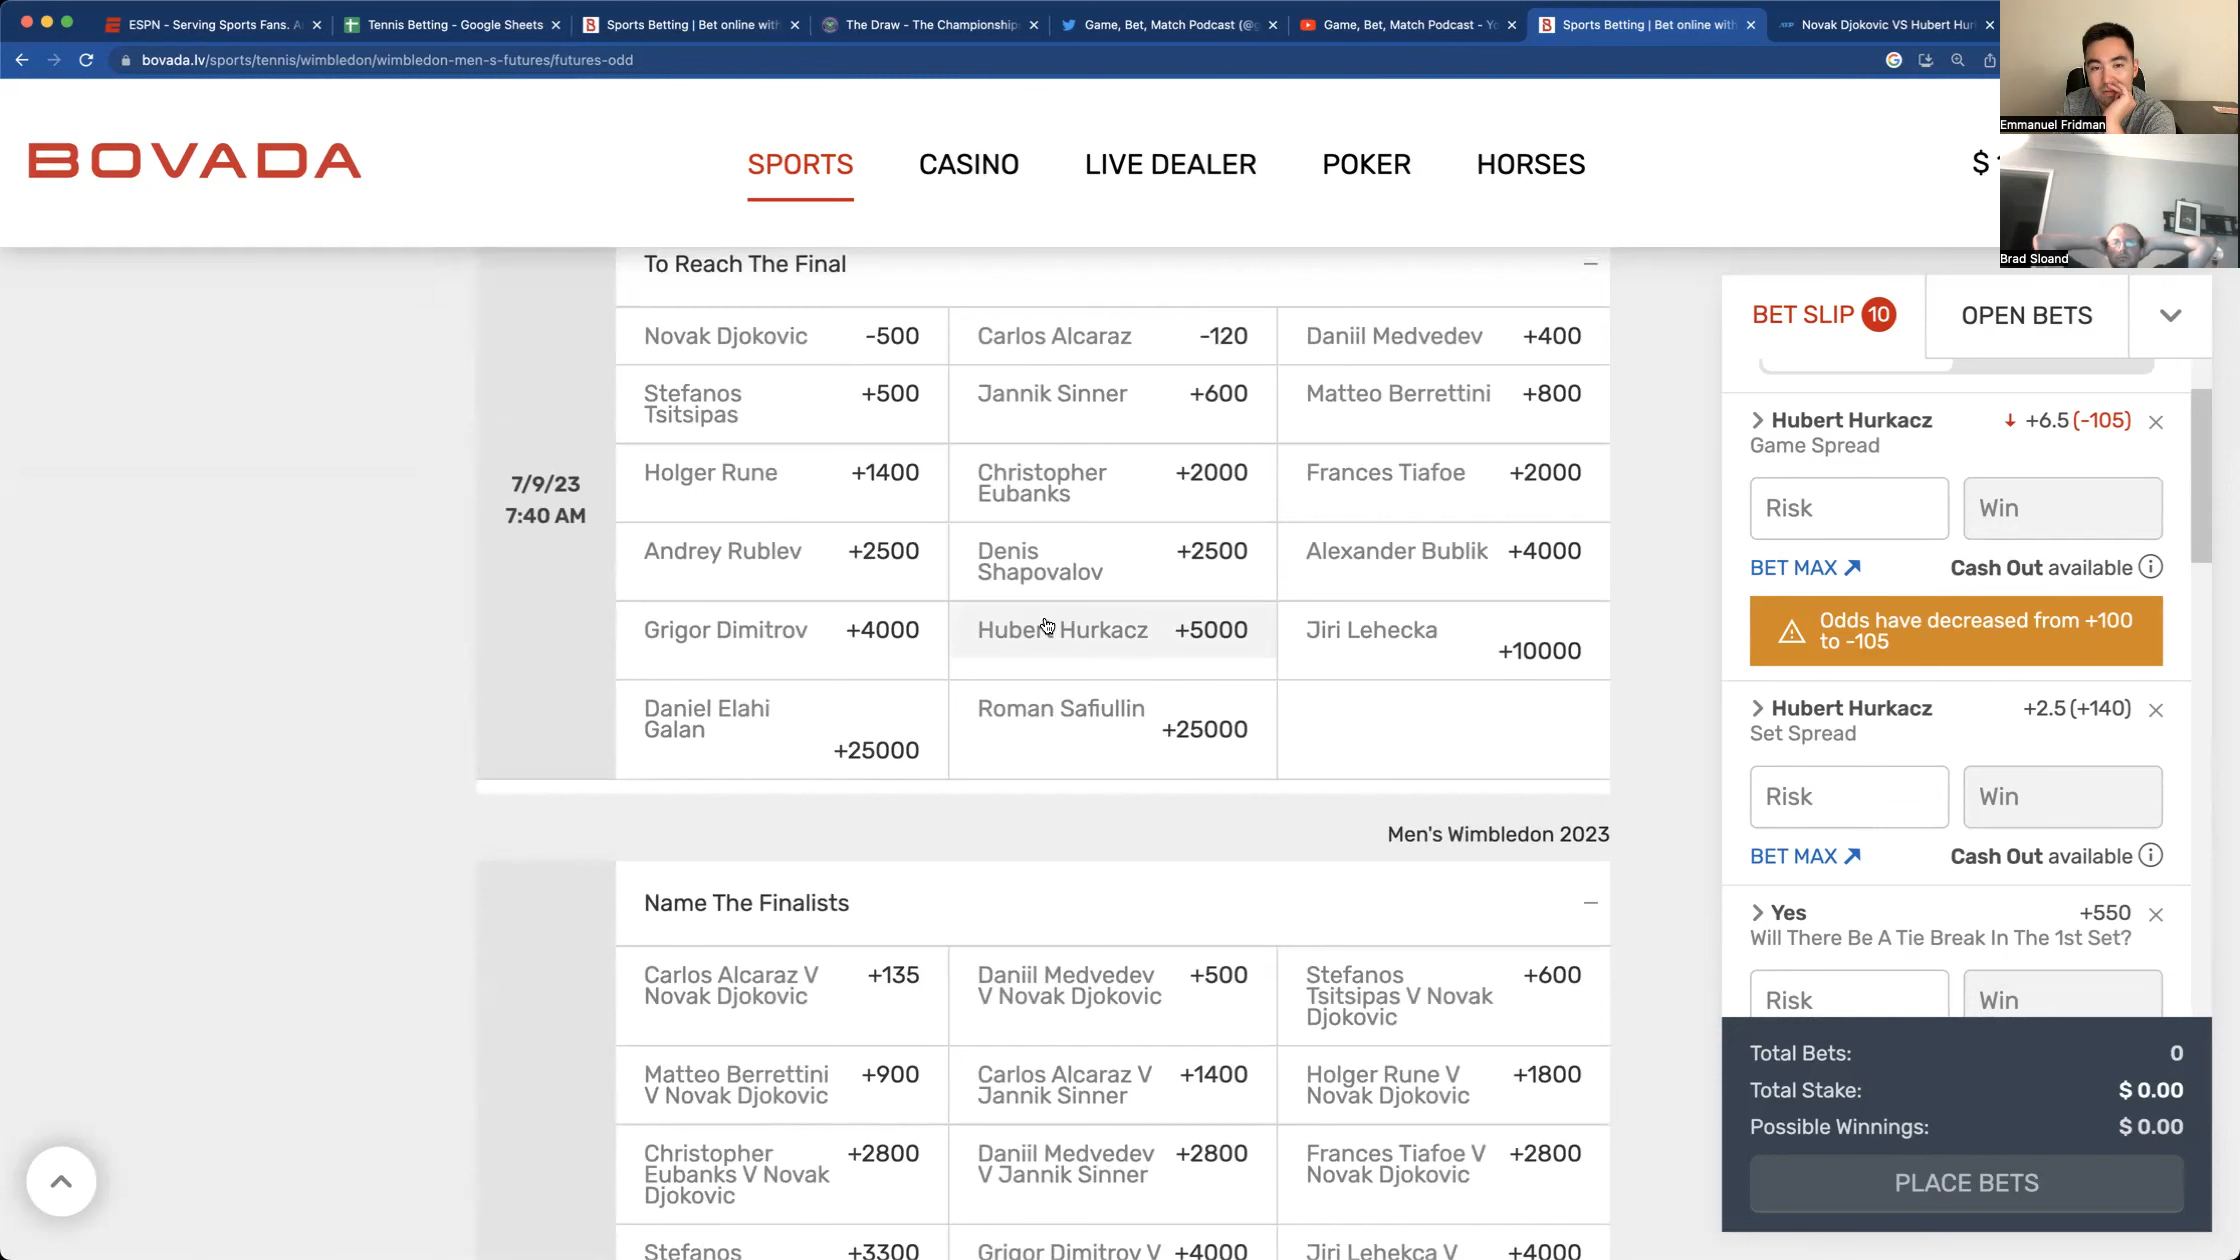 ESPN - Serving Sports Fans. A
Tennis Betting - Google Sheets
Sports Betting | Bet online with
The Draw - The Championship
Game, Bet, Match Podcast (@g
Game, Bet, Match Podcast - Yo
Sports Betting | Bet online with
Novak Djokovic VS Hubert Hur
bovada.lv/sports/tennis/wimbledon/wimbledon-men-s-futures/futures-odd
BOVADA
SPORTS
CASINO
LIVE DEALER
POKER
HORSES
$
Emmanuel Fridman
Brad Sloand
To Reach The Final
7/9/23
7:40 AM
Novak Djokovic -500
Carlos Alcaraz -120
Daniil Medvedev +400
Stefanos +500
Tsitsipas
Jannik Sinner +600
Matteo Berrettini +800
Holger Rune +1400
Christopher +2000
Eubanks
Frances Tiafoe +2000
Andrey Rublev +2500
Denis +2500
Shapovalov
Alexander Bublik +4000
Grigor Dimitrov +4000
Hubert Hurkacz +5000
Jiri Lehecka
+10000
Daniel Elahi
Galan
+25000
Roman Safiullin
+25000
Men's Wimbledon 2023
Name The Finalists
Carlos Alcaraz V +135
Novak Djokovic
Daniil Medvedev +500
V Novak Djokovic
Stefanos +600
Tsitsipas V Novak
Djokovic
Matteo Berrettini +900
V Novak Djokovic
Carlos Alcaraz V +1400
Jannik Sinner
Holger Rune V +1800
Novak Djokovic
Christopher +2800
Eubanks V Novak
Djokovic
Daniil Medvedev +2800
V Jannik Sinner
Frances Tiafoe V +2800
Novak Djokovic
Stefanos +3300
Grigor Dimitrov V +4000
Jiri Lehekca V +4000
BET SLIP 10
OPEN BETS
Hubert Hurkacz +6.5 (-105)
Game Spread
Risk
Win
BET MAX
Cash Out available
Odds have decreased from +100
to -105
Hubert Hurkacz +2.5 (+140)
Set Spread
Risk
Win
BET MAX
Cash Out available
Yes +550
Will There Be A Tie Break In The 1st Set?
Risk
Win
Total Bets: 0
Total Stake: $ 0.00
Possible Winnings: $ 0.00
PLACE BETS